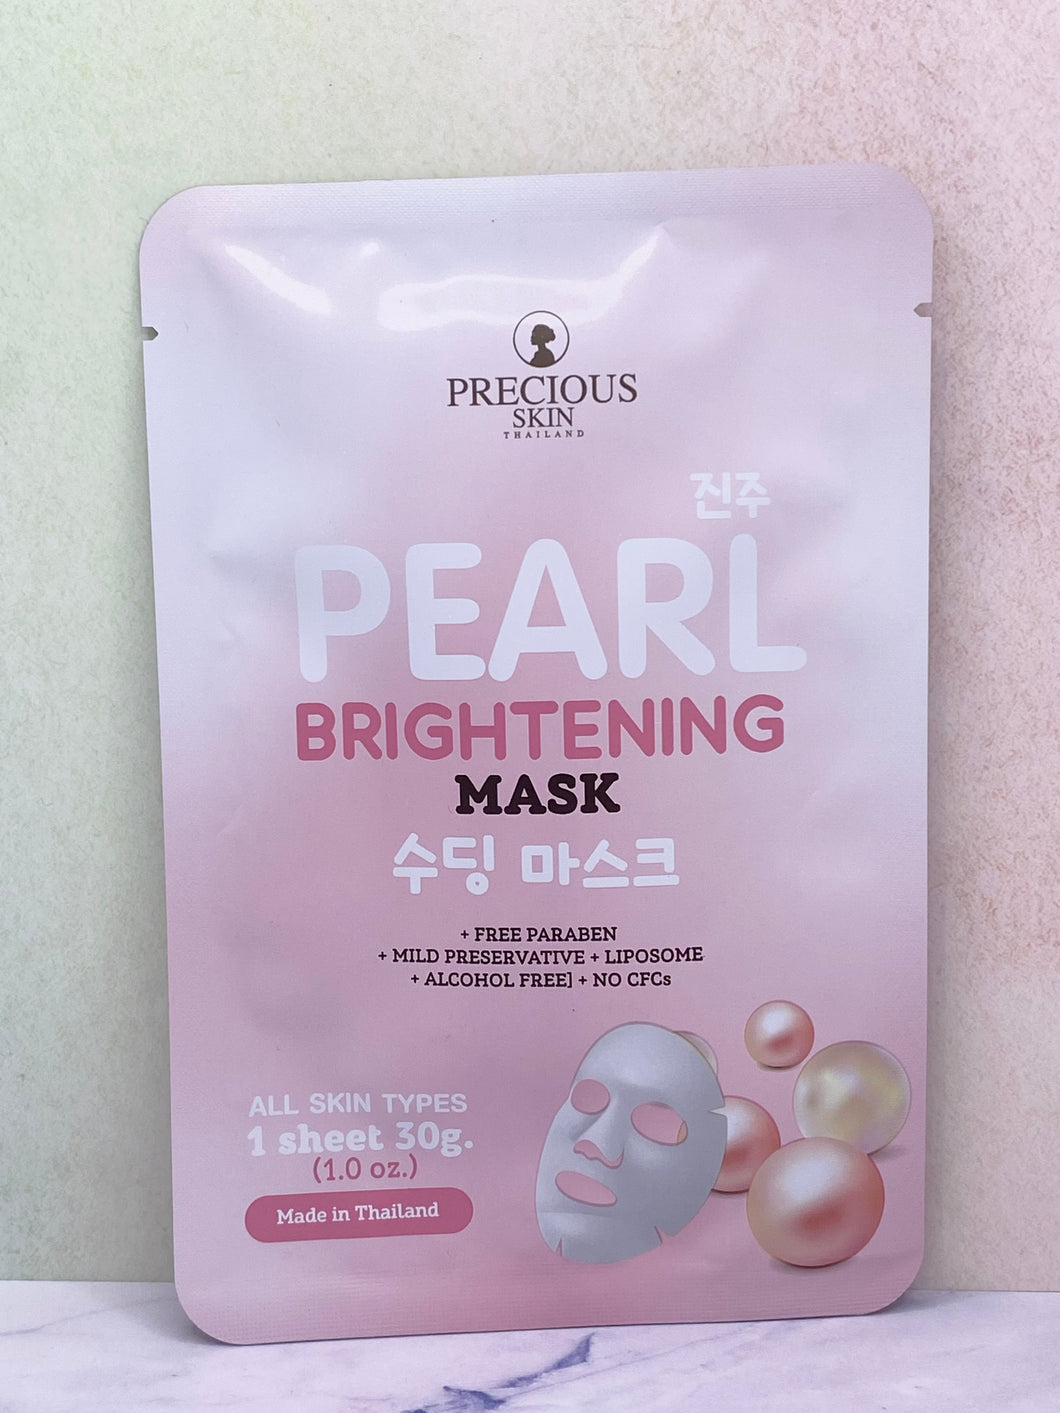 PRECIOUS
SKIN
THAILAND
진주
PEARL
BRIGHTENING
MASK
수딩 마스크
+ FREE PARABEN
+ MILD PRESERVATIVE + LIPOSOME
+ ALCOHOL FREE] + NO CFCs
ALL SKIN TYPES
1 sheet 30g.
(1.0 oz.)
Made in Thailand